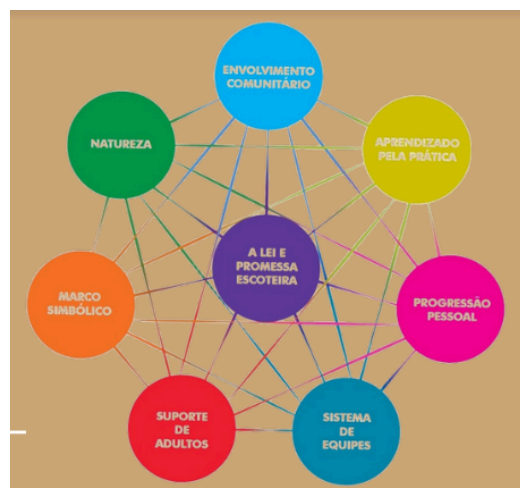 ENVOLVIMENTO
COMUNITÁRIO
NATUREZA
APRENDIZADO
PELA PRÁTICA
A LEI E
PROMESSA
ESCOTEIRA
MARCO
SIMBÓLICO
PROGRESSÃO
PESSOAL
SUPORTE
DE
ADULTOS
SISTEMA
DE
EQUIPES